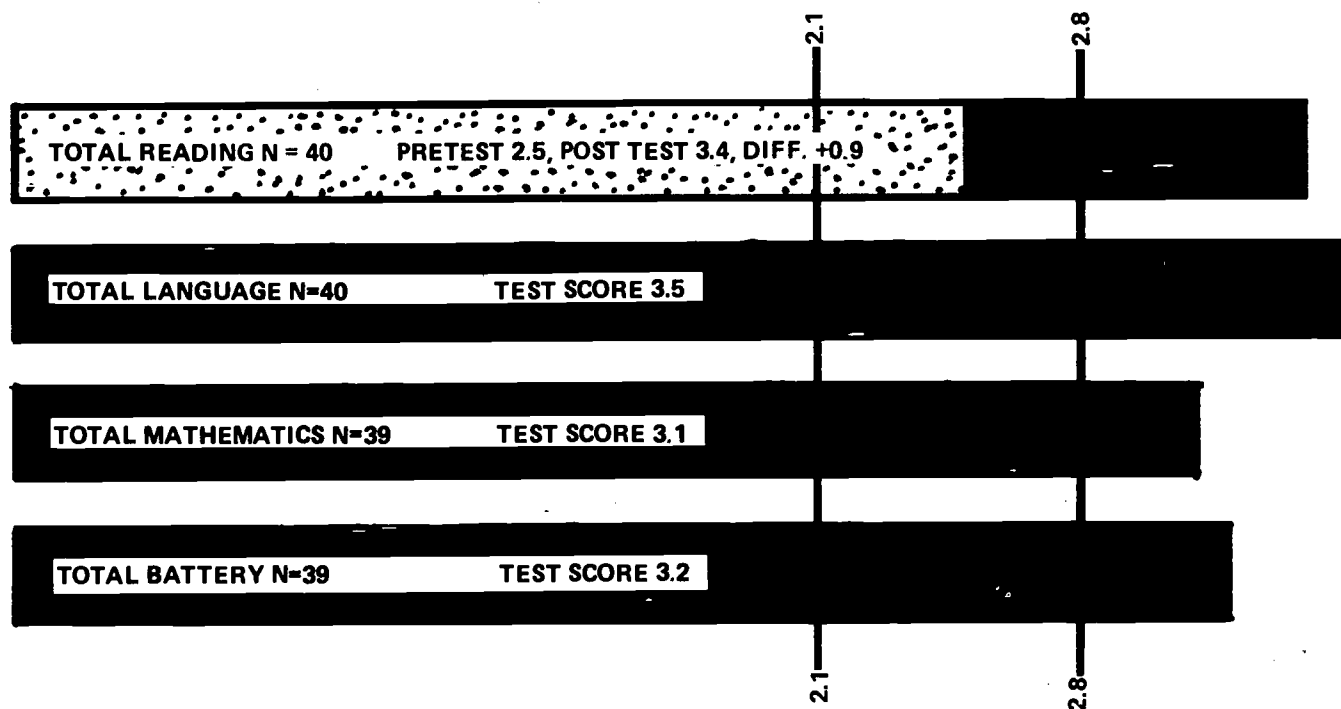 2.1 2.8
TOTAL READING N = 40 PRETEST 2.5, POST TEST 3.4, DIFF. +0.9
TOTAL LANGUAGE N=40 TEST SCORE 3.5
TOTAL MATHEMATICS N=39 TEST SCORE 3.1
TOTAL BATTERY N=39 TEST SCORE 3.2
2.1 2.8